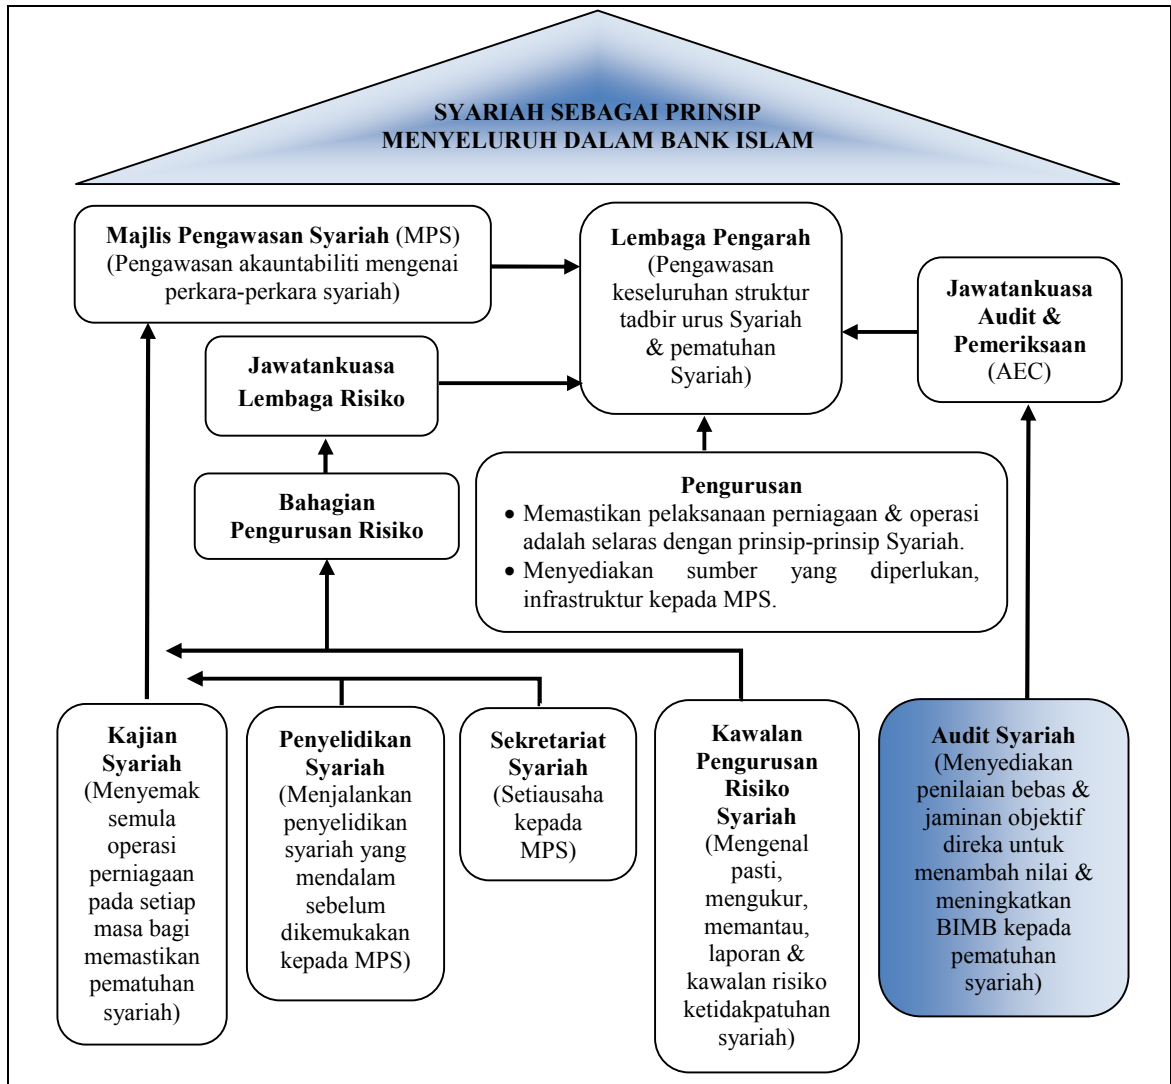 SYARIAH SEBAGAI PRINSIP
MENYELURUH DALAM BANK ISLAM
Majlis Pengawasan Syariah (MPS)
(Pengawasan akauntabiliti mengenai
perkara-perkara syariah)
Lembaga Pengarah
(Pengawasan
keseluruhan struktur
tadbir urus Syariah
& pematuhan
Syariah)
Jawatankuasa
Audit &
Pemeriksaan
(AEC)
Jawatankuasa
Lembaga Risiko
Bahagian
Pengurusan Risiko
Pengurusan
• Memastikan pelaksanaan perniagaan & operasi
adalah selaras dengan prinsip-prinsip Syariah.
• Menyediakan sumber yang diperlukan,
infrastruktur kepada MPS.
Kajian
Syariah
(Menyemak
semula
operasi
perniagaan
pada setiap
masa bagi
memastikan
pematuhan
syariah)
Penyelidikan
Syariah
(Menjalankan
penyelidikan
syariah yang
mendalam
sebelum
dikemukakan
kepada MPS)
Sekretariat
Syariah
(Setiausaha
kepada
MPS)
Kawalan
Pengurusan
Risiko
Syariah
(Mengenal
pasti,
mengukur,
memantau,
laporan &
kawalan risiko
ketidakpatuhan
syariah)
Audit Syariah
(Menyediakan
penilaian bebas &
jaminan objektif
direka untuk
menambah nilai &
meningkatkan
BIMB kepada
pematuhan
syariah)